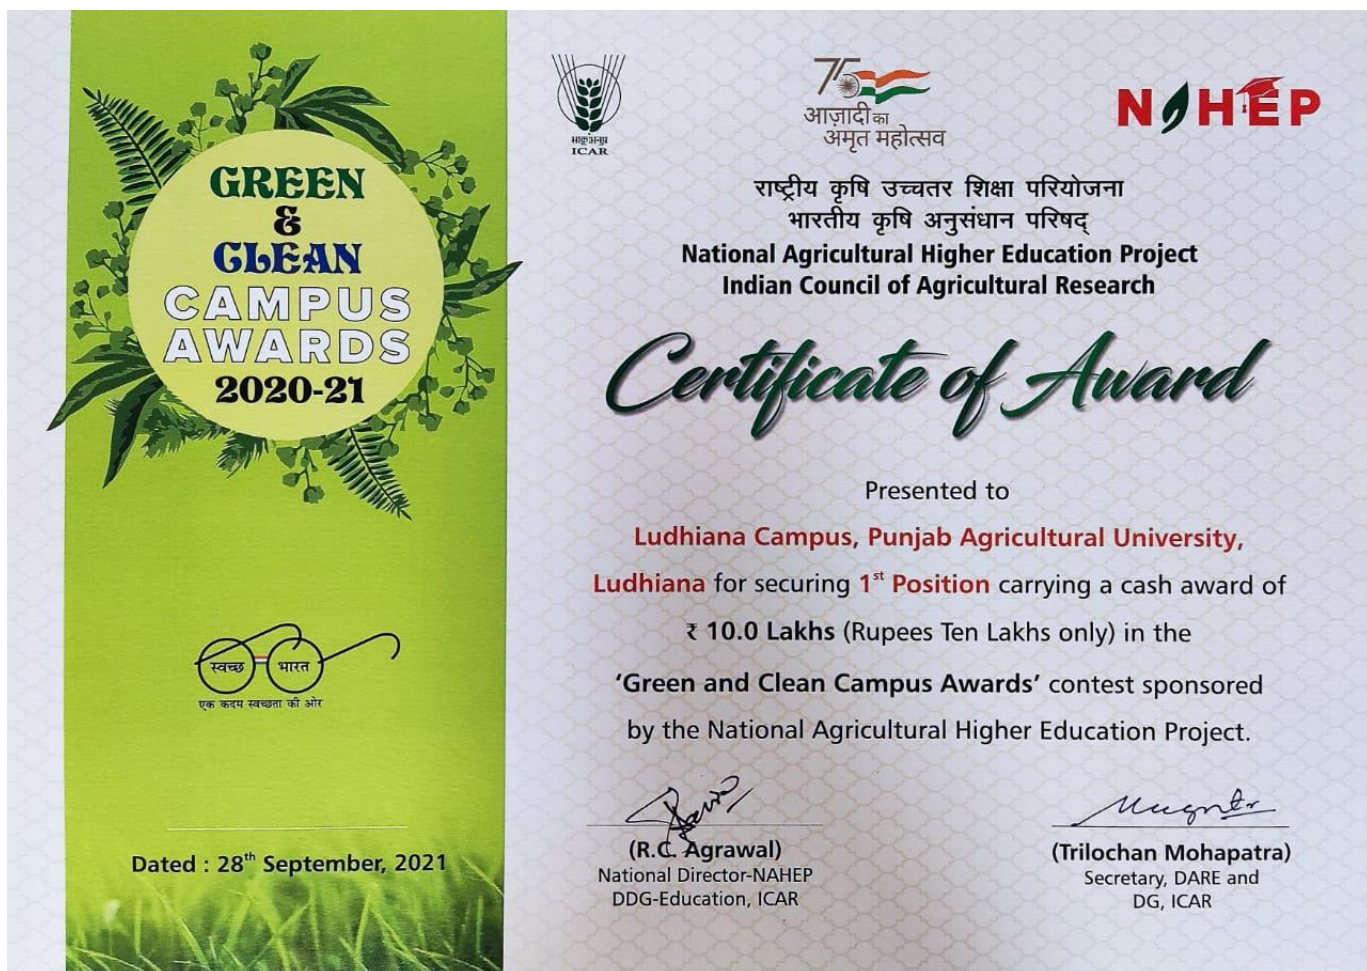 GREEN
&
CLEAN
CAMPUS
AWARDS
2020-21
स्वच्छ भारत
एक कदम स्वच्छता की ओर
Dated : 28th September, 2021
भाकृअनुप
ICAR
75
आज़ादी का
अमृत महोत्सव
NAHEP
राष्ट्रीय कृषि उच्चतर शिक्षा परियोजना
भारतीय कृषि अनुसंधान परिषद्
National Agricultural Higher Education Project
Indian Council of Agricultural Research
Certificate of Award
Presented to
Ludhiana Campus, Punjab Agricultural University,
Ludhiana for securing 1st Position carrying a cash award of
₹ 10.0 Lakhs (Rupees Ten Lakhs only) in the
‘Green and Clean Campus Awards’ contest sponsored
by the National Agricultural Higher Education Project.
(R.C. Agrawal)
National Director-NAHEP
DDG-Education, ICAR
(Trilochan Mohapatra)
Secretary, DARE and
DG, ICAR